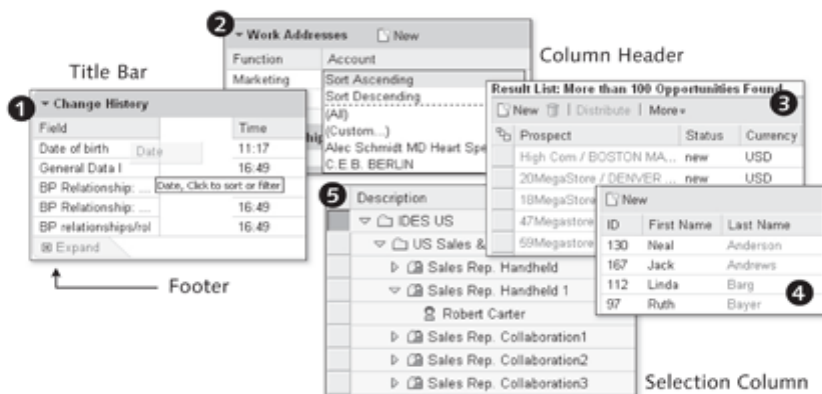 Title Bar
1
Change History
Field Time
Date of birth Date 11:17
General Data I 16:49
BP Relationship: ...
Date, Click to sort or filter
BP Relationship: ... 16:49
BP relationships/rol 16:49
Expand
Footer
2
Work Addresses New
Function Account
Marketing Sort Ascending
Sort Descending
(All)
(Custom...)
Alec Schmidt MD Heart Spe
C.E.B. BERLIN
Column Header
Result List: More than 100 Opportunities Found
3
New Distribute More
Prospect Status Currency
High Com / BOSTON MA... new USD
20MegaStore / DENVER ... new USD
18MegaStore
47Megastore
59Megastore
New
ID First Name Last Name
130 Neal Anderson
167 Jack Andrews
112 Linda Barg
97 Ruth Bayer
4
5
Description
IDES US
US Sales &
Sales Rep. Handheld
Sales Rep. Handheld 1
Robert Carter
Sales Rep. Collaboration1
Sales Rep. Collaboration2
Sales Rep. Collaboration3
Selection Column